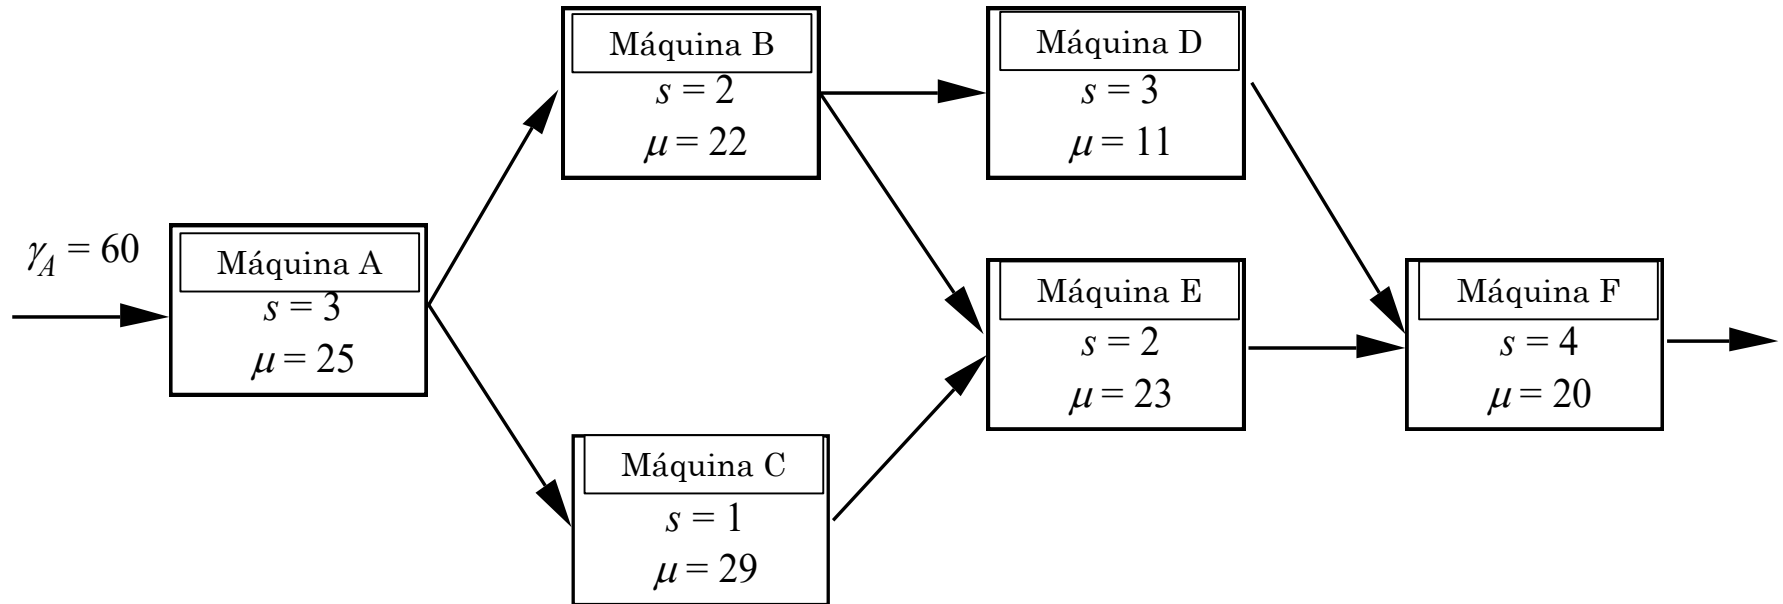 γA = 60
Máquina A
s = 3
μ = 25
Máquina B
s = 2
μ = 22
Máquina C
s = 1
μ = 29
Máquina D
s = 3
μ = 11
Máquina E
s = 2
μ = 23
Máquina F
s = 4
μ = 20